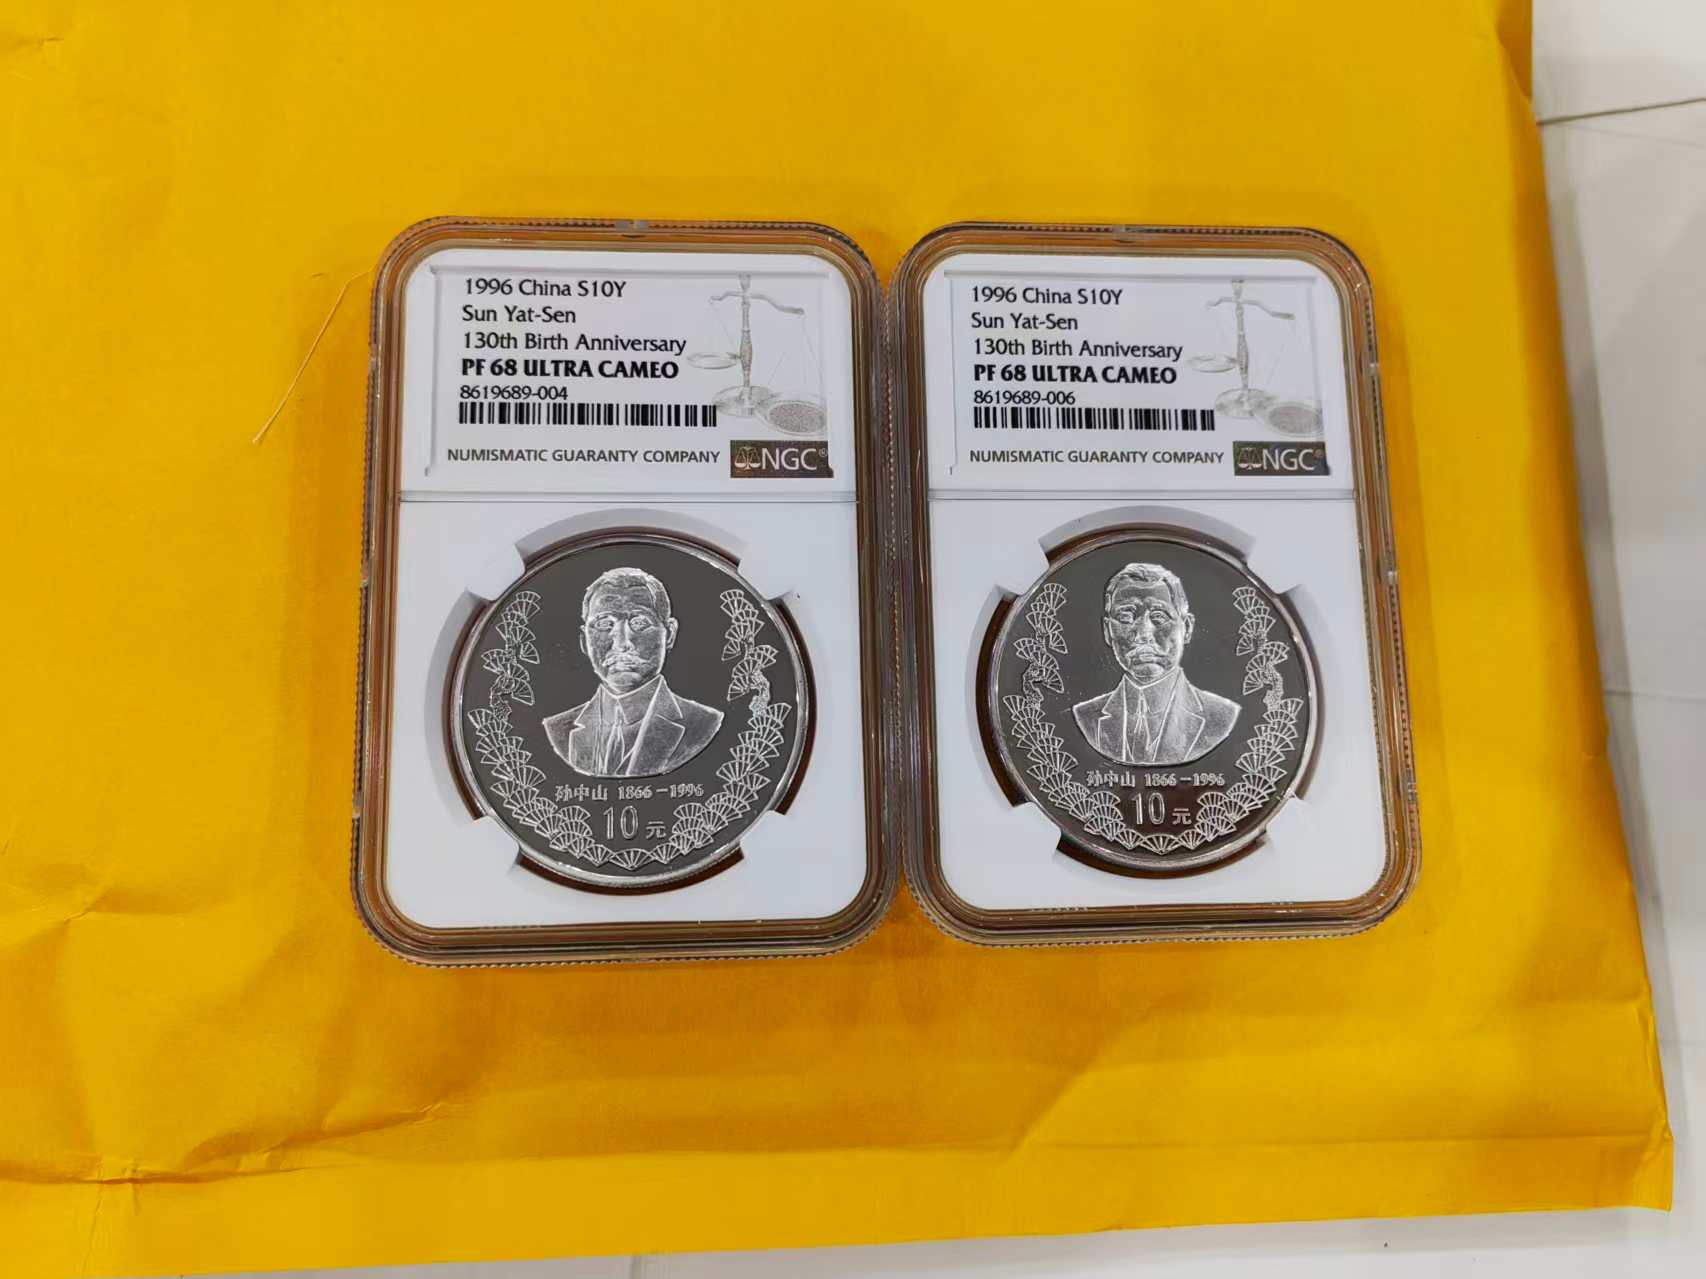 1996 China S10Y
Sun Yat-Sen
130th Birth Anniversary
PF 68 ULTRA CAMEO
8619689-004
NUMISMATIC GUARANTY COMPANY
NGC®
孙中山 1866-1996
10元
1996 China S10Y
Sun Yat-Sen
130th Birth Anniversary
PF 68 ULTRA CAMEO
8619689-006
NUMISMATIC GUARANTY COMPANY
NGC®
孙中山 1866-1996
10元